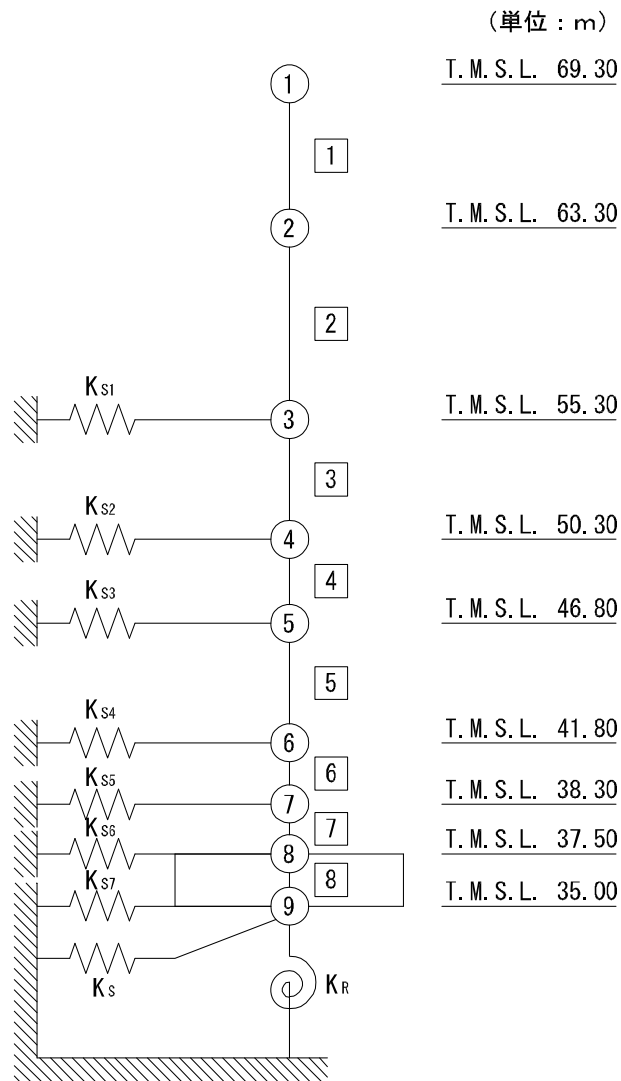 (単位：m)
① T.M.S.L. 69.30
1
② T.M.S.L. 63.30
2
KS1 ③ T.M.S.L. 55.30
3
KS2 ④ T.M.S.L. 50.30
4
KS3 ⑤ T.M.S.L. 46.80
5
KS4 ⑥ T.M.S.L. 41.80
6
KS5 ⑦ T.M.S.L. 38.30
7
KS6 ⑧ T.M.S.L. 37.50
8
KS7 ⑨ T.M.S.L. 35.00
KS
KR